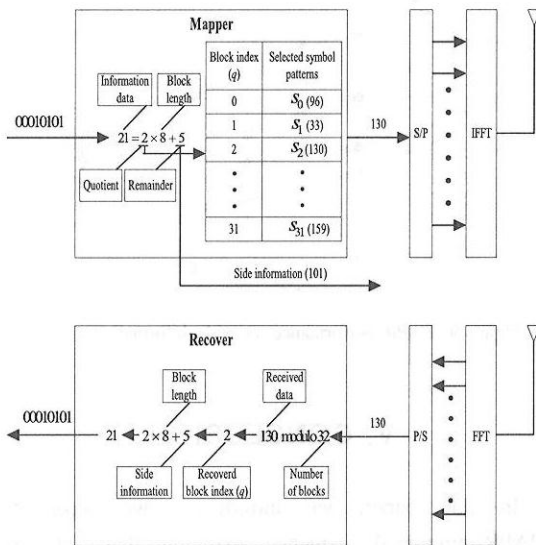 Mapper
Information data
Block length
00010101
21 = 2 × 8 + 5
Quotient
Remainder
Block index (q)
Selected symbol patterns
0
S0 (96)
1
S1 (33)
2
S2 (130)
31
S31 (159)
130
S/P
IFFT
Side information (101)
Recover
Block length
Received data
00010101
21
2 × 8 + 5
2
130 modulo32
130
P/S
FFT
Side information
Recoverd block index (q)
Number of blocks